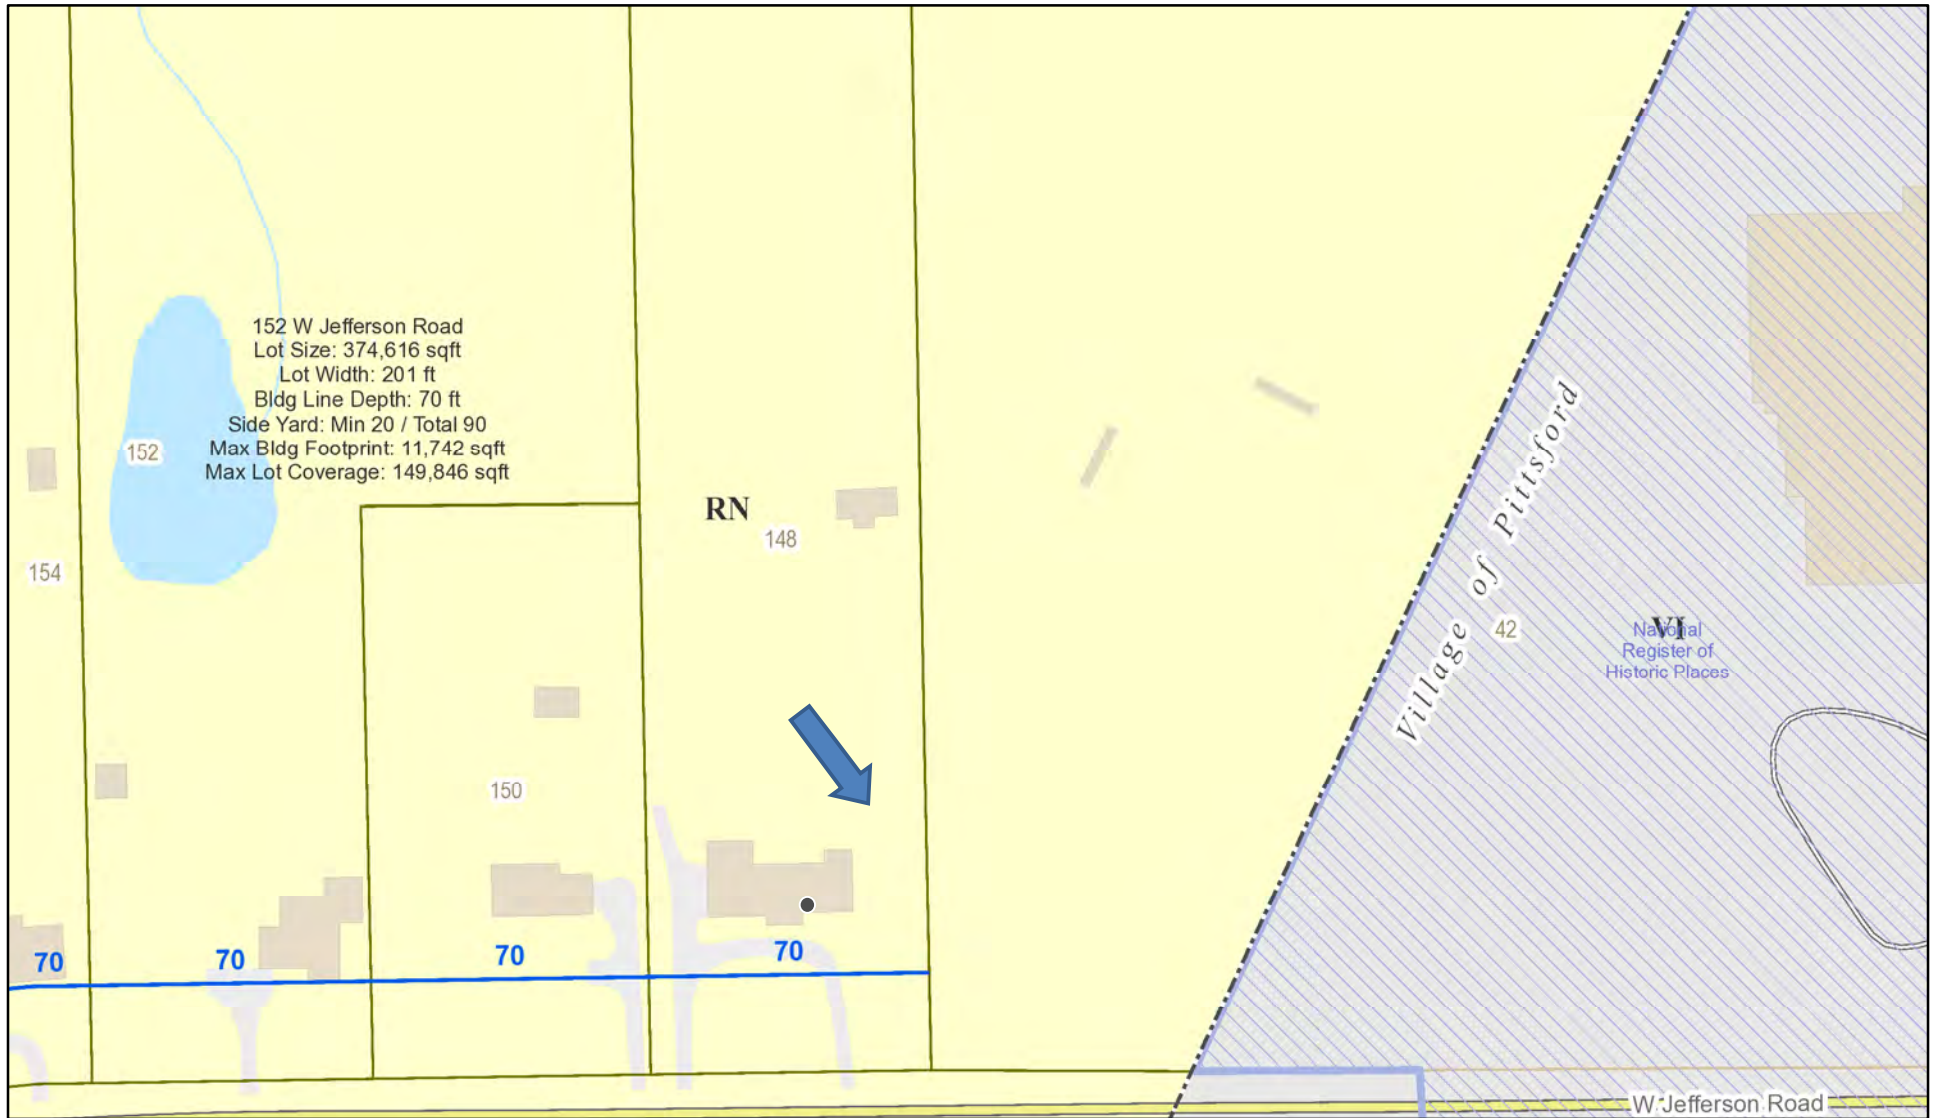 152 W Jefferson Road
Lot Size: 374,616 sqft
Lot Width: 201 ft
Bldg Line Depth: 70 ft
Side Yard: Min 20 / Total 90
Max Bldg Footprint: 11,742 sqft
Max Lot Coverage: 149,846 sqft
152
154
RN
148
150
Village of Pittsford
42
VI
National
Register of
Historic Places
70
70
70
70
W Jefferson Road